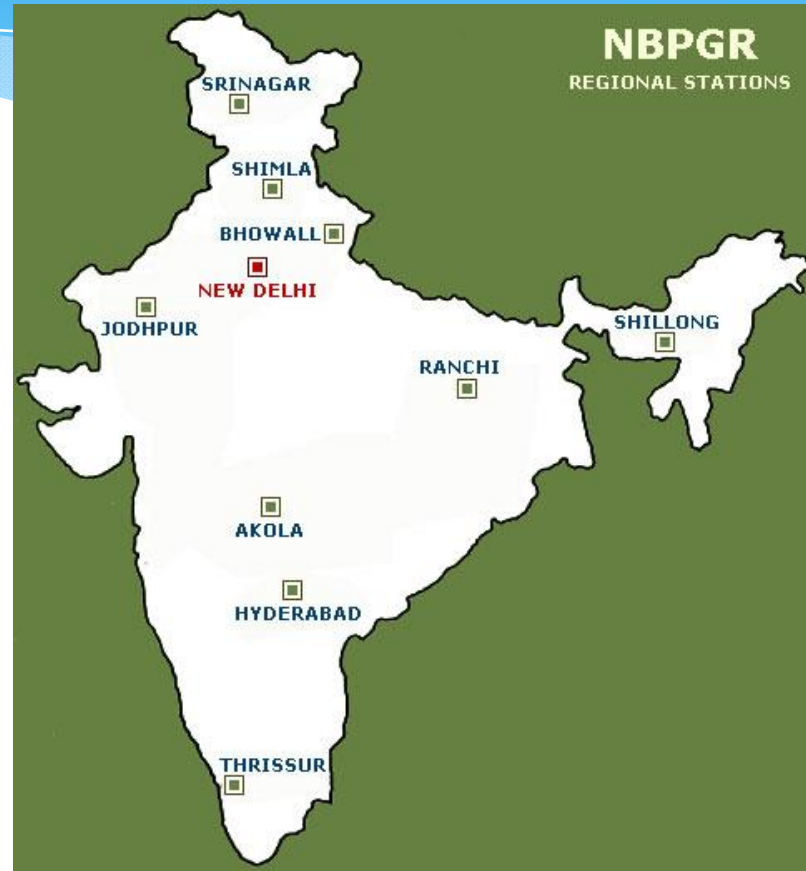 NBPGR
REGIONAL STATIONS
SRINAGAR
SHIMLA
BHOWALL
NEW DELHI
JODHPUR
SHILLONG
RANCHI
AKOLA
HYDERABAD
THRISSUR